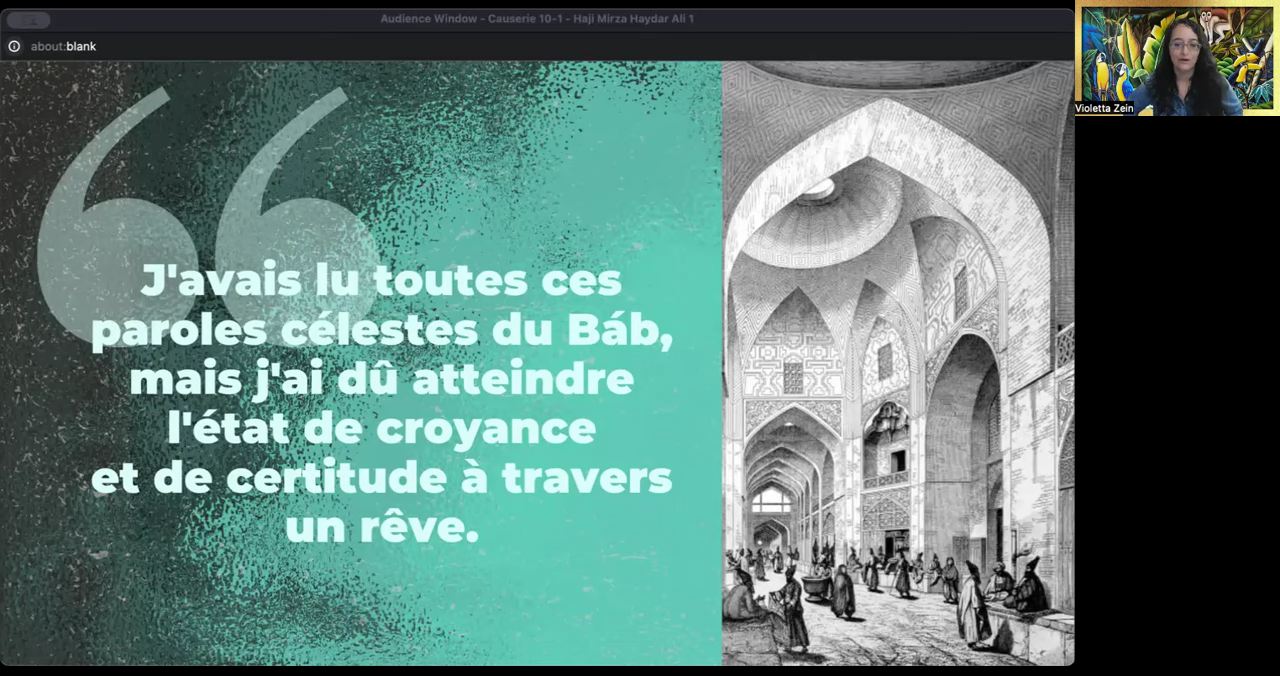 Audience Window - Causerie 10-1 - Haji Mirza Haydar Ali 1
about:blank
Violetta Zein
“
J'avais lu toutes ces
paroles célestes du Báb,
mais j'ai dû atteindre
l'état de croyance
et de certitude à travers
un rêve.